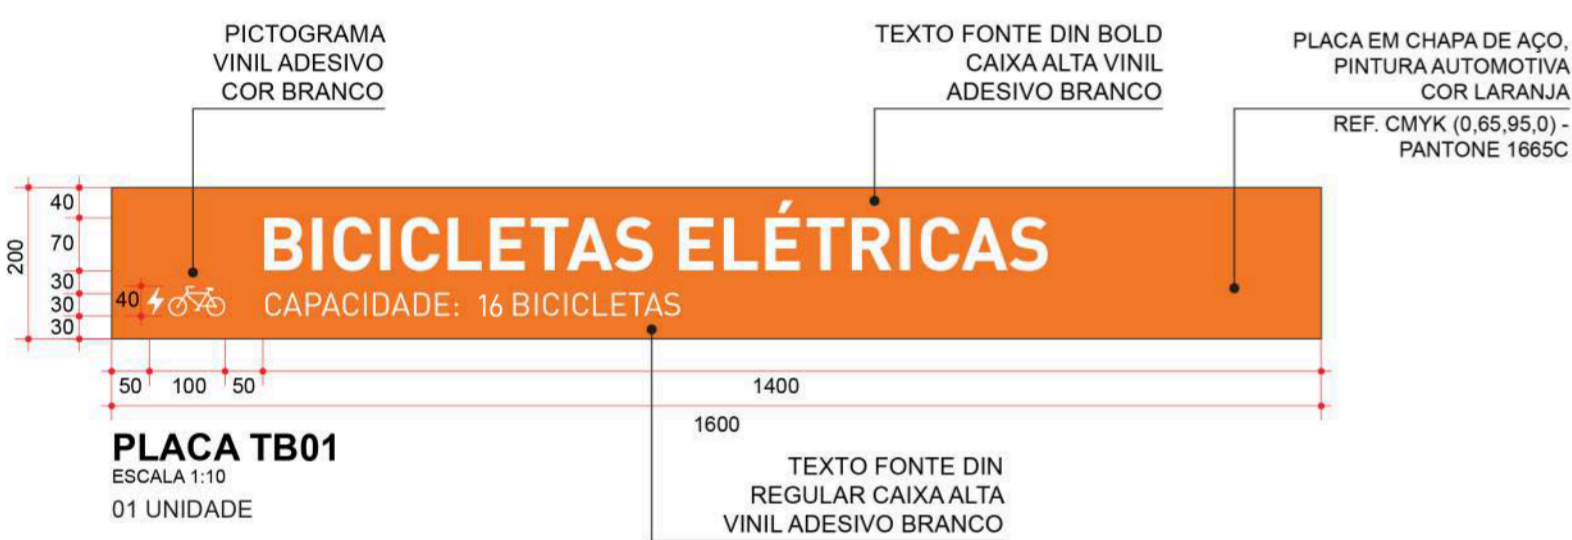 PICTOGRAMA
VINIL ADESIVO
COR BRANCO
TEXTO FONTE DIN BOLD
CAIXA ALTA VINIL
ADESIVO BRANCO
PLACA EM CHAPA DE AÇO,
PINTURA AUTOMOTIVA
COR LARANJA
REF. CMYK (0,65,95,0) -
PANTONE 1665C
200
40
70
30
30
30
40
BICICLETAS ELÉTRICAS
CAPACIDADE: 16 BICICLETAS
50 100 50 1400
1600
PLACA TB01
ESCALA 1:10
01 UNIDADE
TEXTO FONTE DIN
REGULAR CAIXA ALTA
VINIL ADESIVO BRANCO